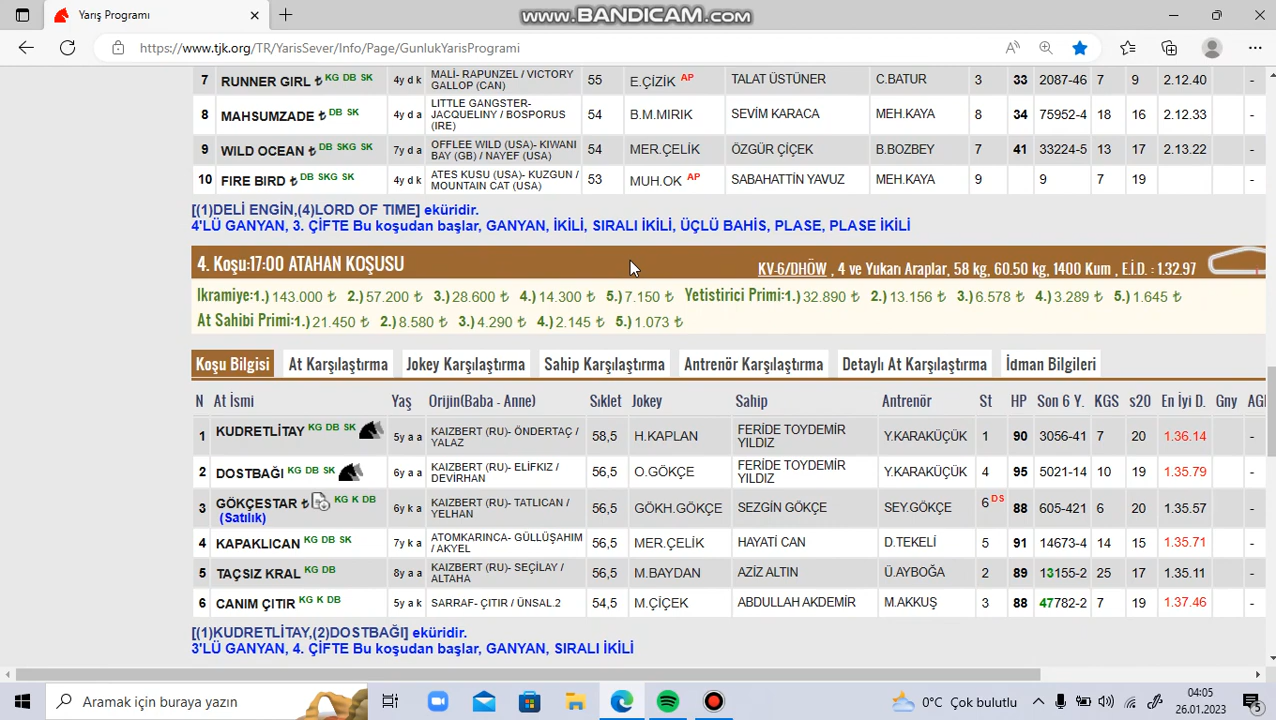 Yarış Programı
www.BANDICAM.com
https://www.tjk.org/TR/YarisSever/Info/Page/GunlukYarisProgrami
7 RUNNER GIRL ₺ KG DB SK 4y d k MALI- RAPUNZEL / VICTORY GALLOP (CAN) 55 E.ÇİZİK AP TALAT ÜSTÜNER C.BATUR 3 33 2087-46 7 9 2.12.40 -
8 MAHSUMZADE ₺ DB SK 4y d a LITTLE GANGSTER- JACQUELINY / BOSPORUS (IRE) 54 B.M.MIRIK SEVİM KARACA MEH.KAYA 8 34 75952-4 18 16 2.12.33 -
9 WILD OCEAN ₺ DB SKG SK 7y d a OFFLEE WILD (USA)- KIWANI BAY (GB) / NAYEF (USA) 54 MER.ÇELİK ÖZGÜR ÇİÇEK B.BOZBEY 7 41 33224-5 13 17 2.13.22 -
10 FIRE BIRD ₺ DB SKG SK 4y d k ATES KUSU (USA)- KUZGUN / MOUNTAIN CAT (USA) 53 MUH.OK AP SABAHATTİN YAVUZ MEH.KAYA 9 9 7 19 -
[(1)DELİ ENGİN,(4)LORD OF TIME] eküridir.
4'LÜ GANYAN, 3. ÇİFTE Bu koşudan başlar, GANYAN, İKİLİ, SIRALI İKİLİ, ÜÇLÜ BAHİS, PLASE, PLASE İKİLİ
4. Koşu:17:00 ATAHAN KOŞUSU KV-6/DHÖW , 4 ve Yukarı Araplar, 58 kg, 60.50 kg, 1400 Kum , E.İ.D. : 1.32.97
Ikramiye:1.) 143.000 ₺ 2.) 57.200 ₺ 3.) 28.600 ₺ 4.) 14.300 ₺ 5.) 7.150 ₺ Yetistirici Primi:1.) 32.890 ₺ 2.) 13.156 ₺ 3.) 6.578 ₺ 4.) 3.289 ₺ 5.) 1.645 ₺
At Sahibi Primi:1.) 21.450 ₺ 2.) 8.580 ₺ 3.) 4.290 ₺ 4.) 2.145 ₺ 5.) 1.073 ₺
Koşu Bilgisi At Karşılaştırma Jokey Karşılaştırma Sahip Karşılaştırma Antrenör Karşılaştırma Detaylı At Karşılaştırma İdman Bilgileri
N At İsmi Yaş Orijin(Baba - Anne) Sıklet Jokey Sahip Antrenör St HP Son 6 Y. KGS s20 En İyi D. Gny AG
1 KUDRETLİTAY KG DB SK 5y a a KAIZBERT (RU)- ÖNDERTAÇ / YALAZ 58,5 H.KAPLAN FERİDE TOYDEMİR YILDIZ Y.KARAKÜÇÜK 1 90 3056-41 7 20 1.36.14 -
2 DOSTBAĞI KG DB SK 6y a a KAIZBERT (RU)- ELİFKIZ / DEVİRHAN 56,5 O.GÖKÇE FERİDE TOYDEMİR YILDIZ Y.KARAKÜÇÜK 4 95 3021-14 10 19 1.35.79 -
3 GÖKÇESTAR ₺ KG K DB (Satılık) 6y k a KAIZBERT (RU)- TATLICAN / YELHAN 56,5 GÖKH.GÖKÇE SEZGİN GÖKÇE SEY.GÖKÇE 6 DS 88 605-421 6 20 1.35.57 -
4 KAPAKLICAN KG DB SK 7y k a ATOMKARINCA- GÜLLÜŞAHIM / AKYEL 56,5 MER.ÇELİK HAYATİ CAN D.TEKELİ 5 91 14673-4 14 15 1.35.71 -
5 TAÇSIZ KRAL KG DB 8y a a KAIZBERT (RU)- SEÇİLAY / ALTAHA 56,5 M.BAYDAN AZİZ ALTIN Ü.AYBOĞA 2 89 13155-2 25 17 1.35.11 -
6 CANIM ÇITIR KG K DB 5y a k SARRAF- ÇITIR / ÜNSAL.2 54,5 M.ÇİÇEK ABDULLAH AKDEMİR M.AKKUŞ 3 88 47782-2 7 19 1.37.46 -
[(1)KUDRETLİTAY,(2)DOSTBAĞI] eküridir.
3'LÜ GANYAN, 4. ÇİFTE Bu koşudan başlar, GANYAN, SIRALI İKİLİ
Aramak için buraya yazın
0°C Çok bulutlu
04:05
26.01.2023
5